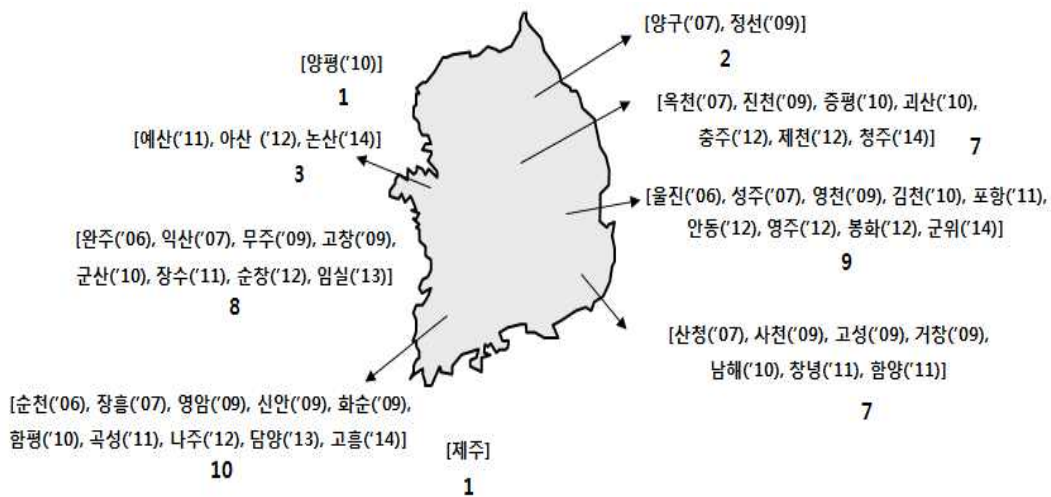 [양구('07), 정선('09)]
2
[양평('10)]
1
[옥천('07), 진천('09), 증평('10), 괴산('10),
충주('12), 제천('12), 청주('14)]
7
[예산('11), 아산 ('12), 논산('14)]
3
[울진('06), 성주('07), 영천('09), 김천('10), 포항('11),
안동('12), 영주('12), 봉화('12), 군위('14)]
9
[완주('06), 익산('07), 무주('09), 고창('09),
군산('10), 장수('11), 순창('12), 임실('13)]
8
[산청('07), 사천('09), 고성('09), 거창('09),
남해('10), 창녕('11), 함양('11)]
7
[순천('06), 장흥('07), 영암('09), 신안('09), 화순('09),
함평('10), 곡성('11), 나주('12), 담양('13), 고흥('14)]
10
[제주]
1